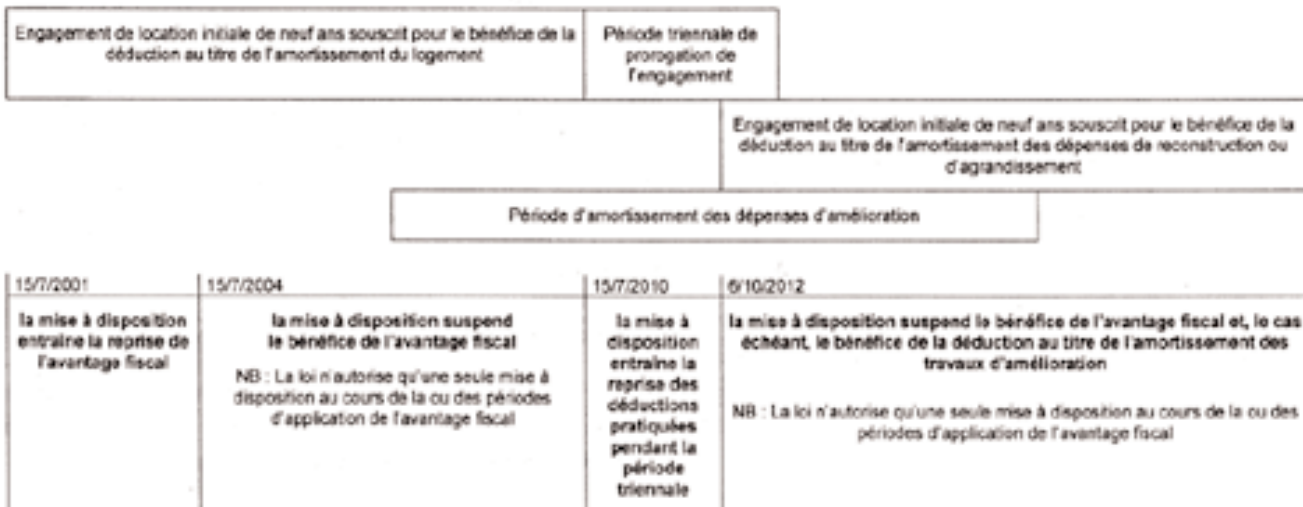 Engagement de location initiale de neuf ans souscrit pour le bénéfice de la
déduction au titre de l'amortissement du logement
Période triennale de
prorogation de
l'engagement
Engagement de location initiale de neuf ans souscrit pour le bénéfice de la
déduction au titre de l'amortissement des dépenses de reconstruction ou
d'agrandissement
Période d'amortissement des dépenses d'amélioration
15/7/2001
la mise à disposition
entraîne la reprise de
l'avantage fiscal
15/7/2004
la mise à disposition suspend
le bénéfice de l'avantage fiscal
NB : La loi n'autorise qu'une seule mise à
disposition au cours de la ou des périodes
d'application de l'avantage fiscal
15/7/2010
la mise à
disposition
entraîne la
reprise des
déductions
pratiquées
pendant la
période
triennale
6/10/2012
la mise à disposition suspend le bénéfice de l'avantage fiscal et, le cas
échéant, le bénéfice de la déduction au titre de l'amortissement des
travaux d'amélioration
NB : La loi n'autorise qu'une seule mise à disposition au cours de la ou des
périodes d'application de l'avantage fiscal